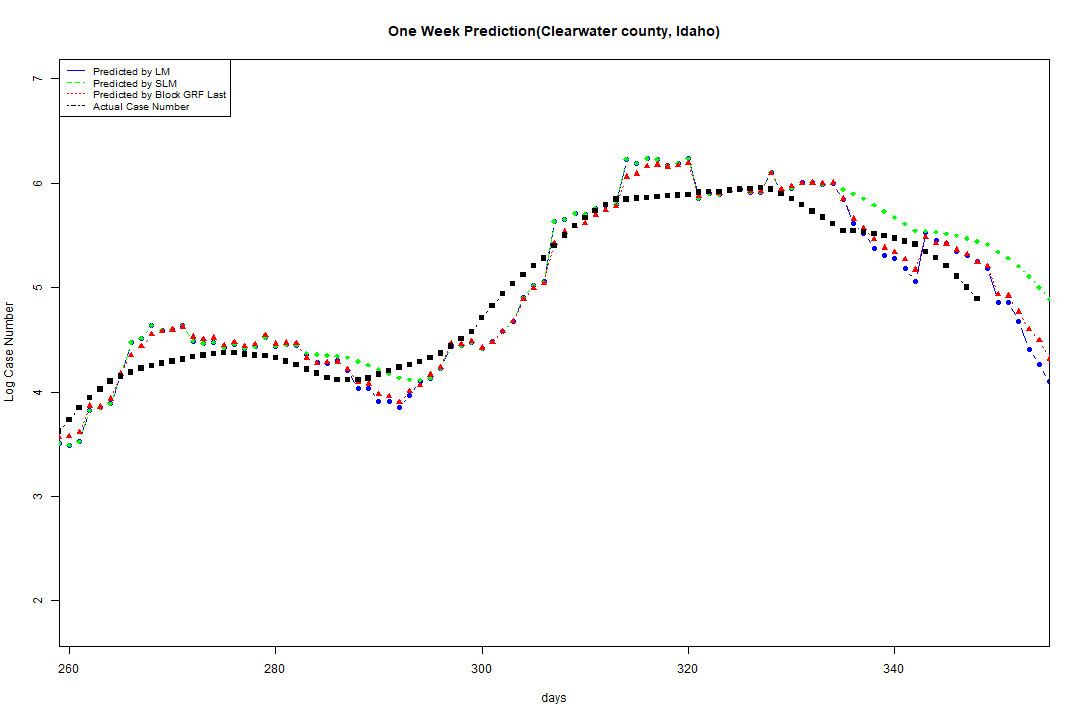 One Week Prediction(Clearwater county, Idaho)
Predicted by LM
Predicted by SLM
Predicted by Block GRF Last
Actual Case Number
7
6
5
4
3
2
Log Case Number
260 280 300 320 340
days